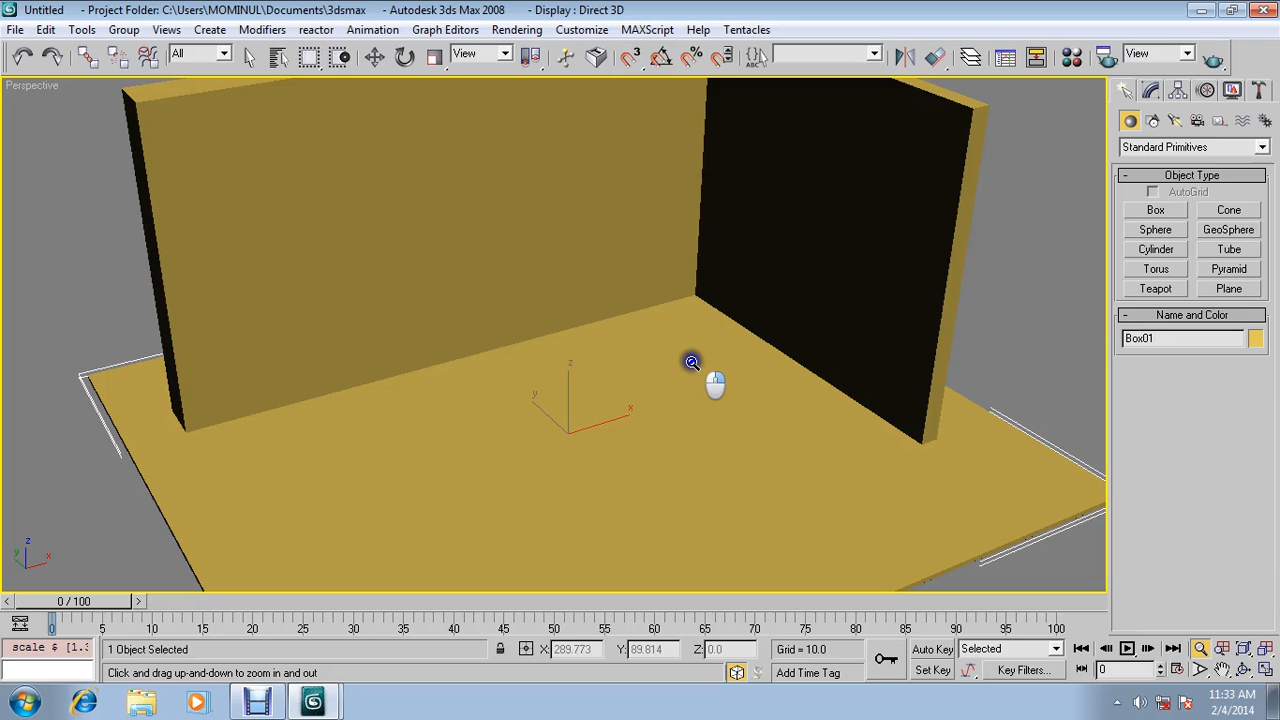 Untitled - Project Folder: C:\Users\MOMINUL\Documents\3dsmax - Autodesk 3ds Max 2008 - Display : Direct 3D
File Edit Tools Group Views Create Modifiers reactor Animation Graph Editors Rendering Customize MAXScript Help Tentacles
All View 3 % ABC View
Perspective
Standard Primitives
- Object Type
AutoGrid
Box Cone
Sphere GeoSphere
Cylinder Tube
Torus Pyramid
Teapot Plane
- Name and Color
Box01
z
y
x
z
y
x
< 0 / 100 >
0 5 10 15 20 25 30 35 40 45 50 55 60 65 70 75 80 85 90 95 100
scale $ [1.3
1 Object Selected X: 289.773 Y: 89.814 Z: 0.0 Grid = 10.0 Auto Key Selected
Click and drag up-and-down to zoom in and out Add Time Tag Set Key Key Filters... 0
11:33 AM
2/4/2014